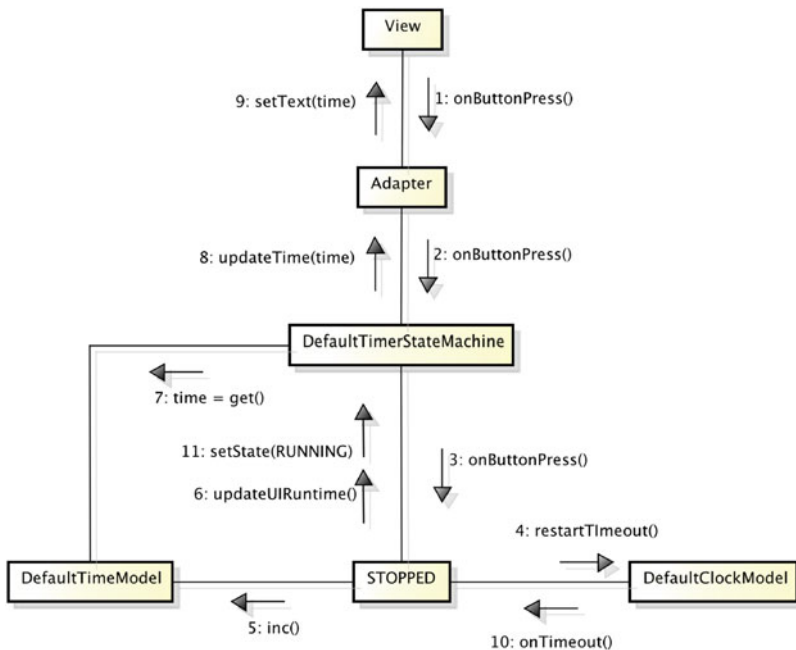 View
9: setText(time)
1: onButtonPress()
Adapter
8: updateTime(time)
2: onButtonPress()
DefaultTimerStateMachine
7: time = get()
11: setState(RUNNING)
3: onButtonPress()
6: updateUIRuntime()
4: restartTImeout()
DefaultTimeModel
STOPPED
DefaultClockModel
5: inc()
10: onTimeout()